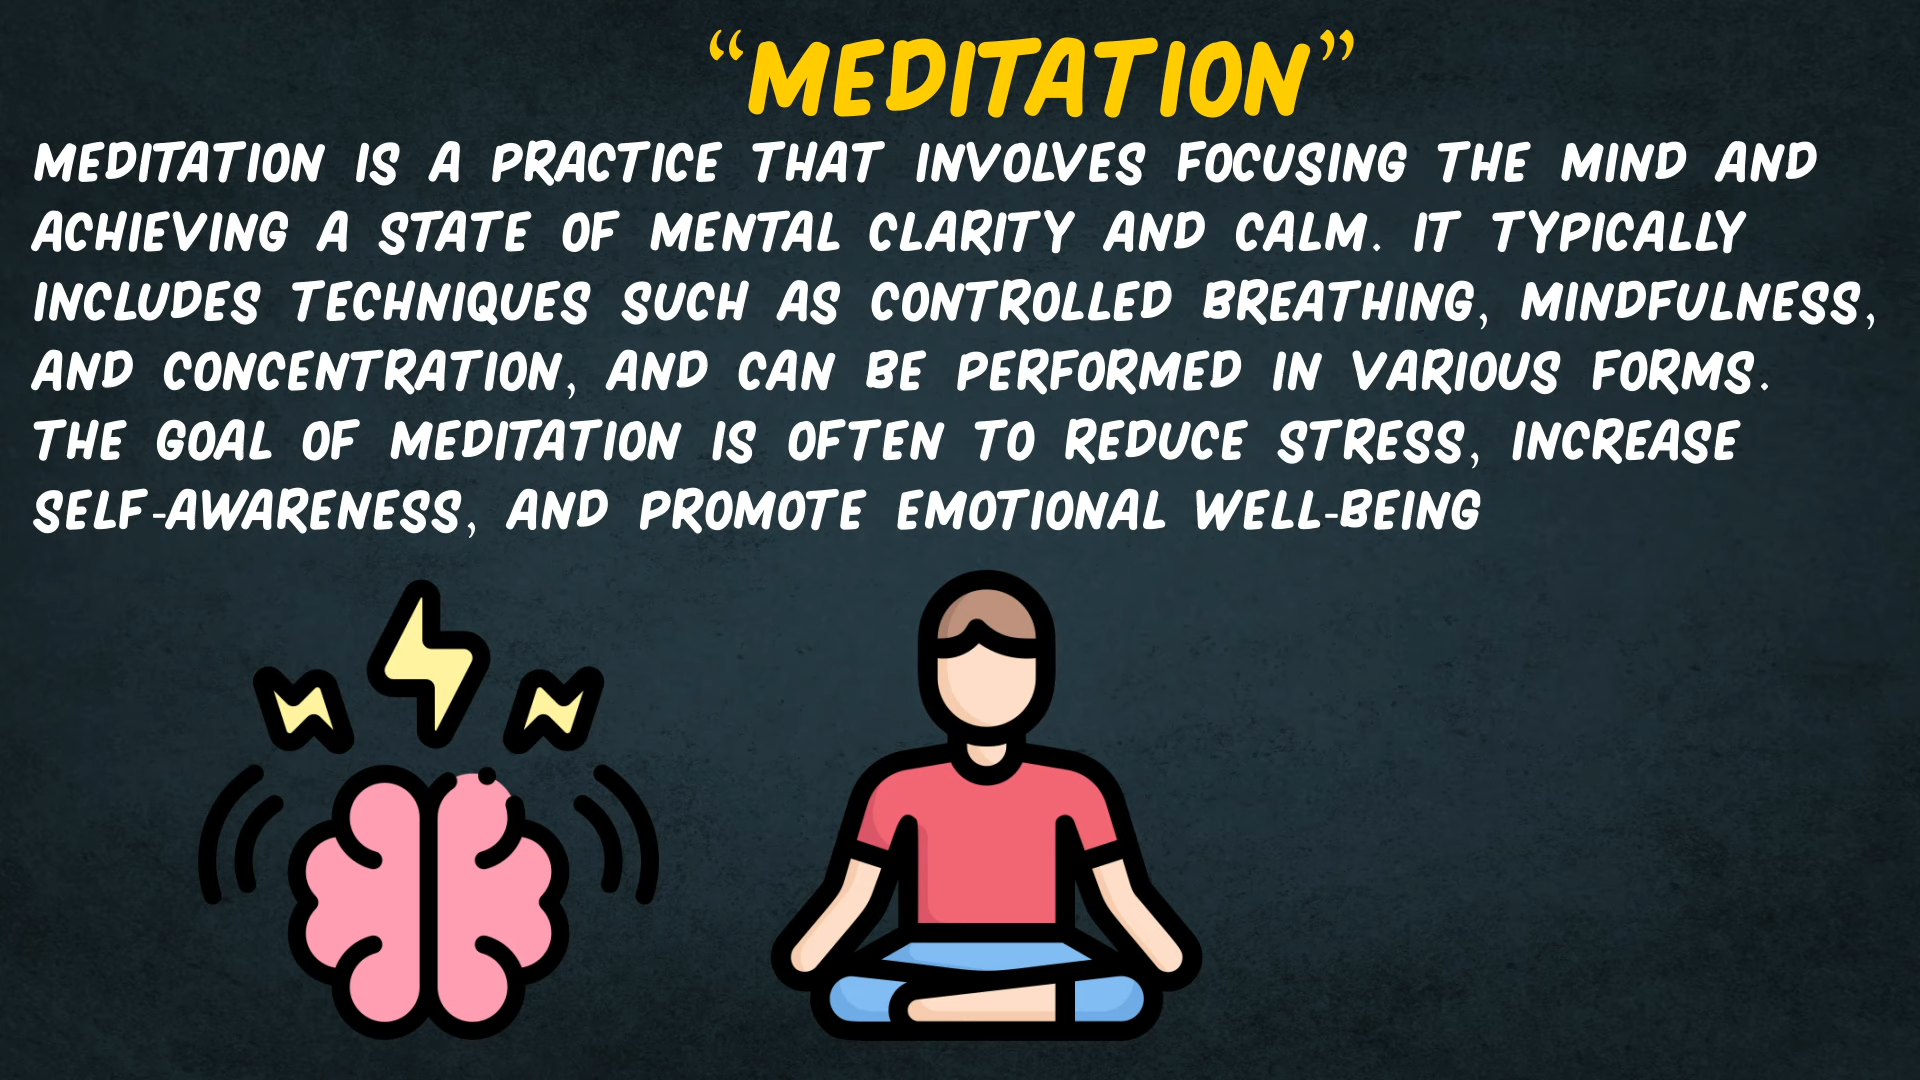 “MEDITATION”
MEDITATION IS A PRACTICE THAT INVOLVES FOCUSING THE MIND AND
ACHIEVING A STATE OF MENTAL CLARITY AND CALM. IT TYPICALLY
INCLUDES TECHNIQUES SUCH AS CONTROLLED BREATHING, MINDFULNESS,
AND CONCENTRATION, AND CAN BE PERFORMED IN VARIOUS FORMS.
THE GOAL OF MEDITATION IS OFTEN TO REDUCE STRESS, INCREASE
SELF-AWARENESS, AND PROMOTE EMOTIONAL WELL-BEING